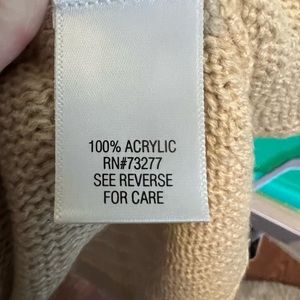 100% ACRYLIC
RN#73277
SEE REVERSE
FOR CARE